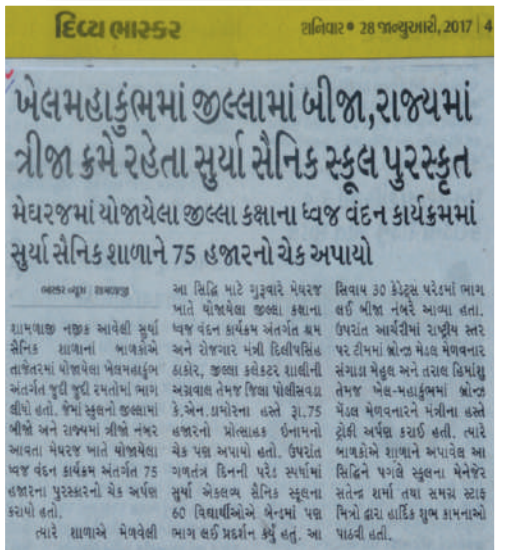 દિવ્ય ભાસ્કર
શનિવાર • 28 જાન્યુઆરી, 2017 | 4
ખેલમહાકુંભમાં જીલ્લામાં બીજા,રાજ્યમાં
ત્રીજા ક્રમે રહેતા સુર્યા સૈનિક સ્કૂલ પુરસ્કૃત
મેઘરજમાં યોજાયેલા જીલ્લા કક્ષાના ધ્વજ વંદન કાર્યક્રમમાં
સુર્યા સૈનિક શાળાને 75 હજારનો ચેક અપાયો
ભાસ્કર ન્યૂઝ | શામળાજી
શામળાજી નજીક આવેલી સુર્યા
સૈનિક શાળાનાં બાળકોએ
તાજેતરમાં યોજાયેલા ખેલમહાકુંભ
અંતર્ગત જુદી જુદી રમતોમાં ભાગ
લીધો હતો. જેમાં સ્કૂલનો જીલ્લામાં
બીજો અને રાજ્યમાં ત્રીજો નંબર
આવતા મેઘરજ ખાતે યોજાયેલા
ધ્વજ વંદન કાર્યક્રમ અંતર્ગત 75
હજારના પુરસ્કારનો ચેક અર્પણ
કરાયો હતો.
ત્યારે શાળાએ મેળવેલી
આ સિદ્ધિ માટે ગુરૂવારે મેઘરજ
ખાતે યોજાયેલા જીલ્લા કક્ષાના
ધ્વજ વંદન કાર્યક્રમ અંતર્ગત શ્રમ
અને રોજગાર મંત્રી દિલીપસિંહ
ઠાકોર, જીલ્લા કલેક્ટર શાલીની
અગ્રવાલ તેમજ જિલા પોલીસવડા
કે.એન.ડામોરના હસ્તે રૂા.75
હજારનો પ્રોત્સાહક ઇનામનો
ચેક પણ અપાયો હતો. ઉપરાંત
ગણતંત્ર દિનની પરેડ સ્પર્ધામાં
સુર્યા એકલવ્ય સૈનિક સ્કૂલના
60 વિદ્યાર્થીઓએ બેન્ડમાં પણ
ભાગ લઈ પ્રદર્શન કર્યું હતું. આ
સિવાય 30 કેડેટ્સ પરેડમાં ભાગ
લઈ બીજા નંબરે આવ્યા હતા.
ઉપરાંત આર્ચરીમાં રાષ્ટ્રીય સ્તર
પર ટીમમાં બ્રોન્ઝ મેડલ મેળવનાર
સંગાડા મેહુલ અને તરાલ હિમાંશુ
તેમજ ખેલ-મહાકુંભમાં બ્રોન્ઝ
મેડલ મેળવનારને મંત્રીના હસ્તે
ટ્રોફી અર્પણ કરાઈ હતી. ત્યારે
બાળકોએ શાળાને અપાવેલ આ
સિદ્ધિને પગલે સ્કૂલના મેનેજર
સતેન્દ્ર શર્મા તથા સમગ્ર સ્ટાફ
મિત્રો દ્વારા હાર્દિક શુભ કામનાઓ
પાઠવી હતી.